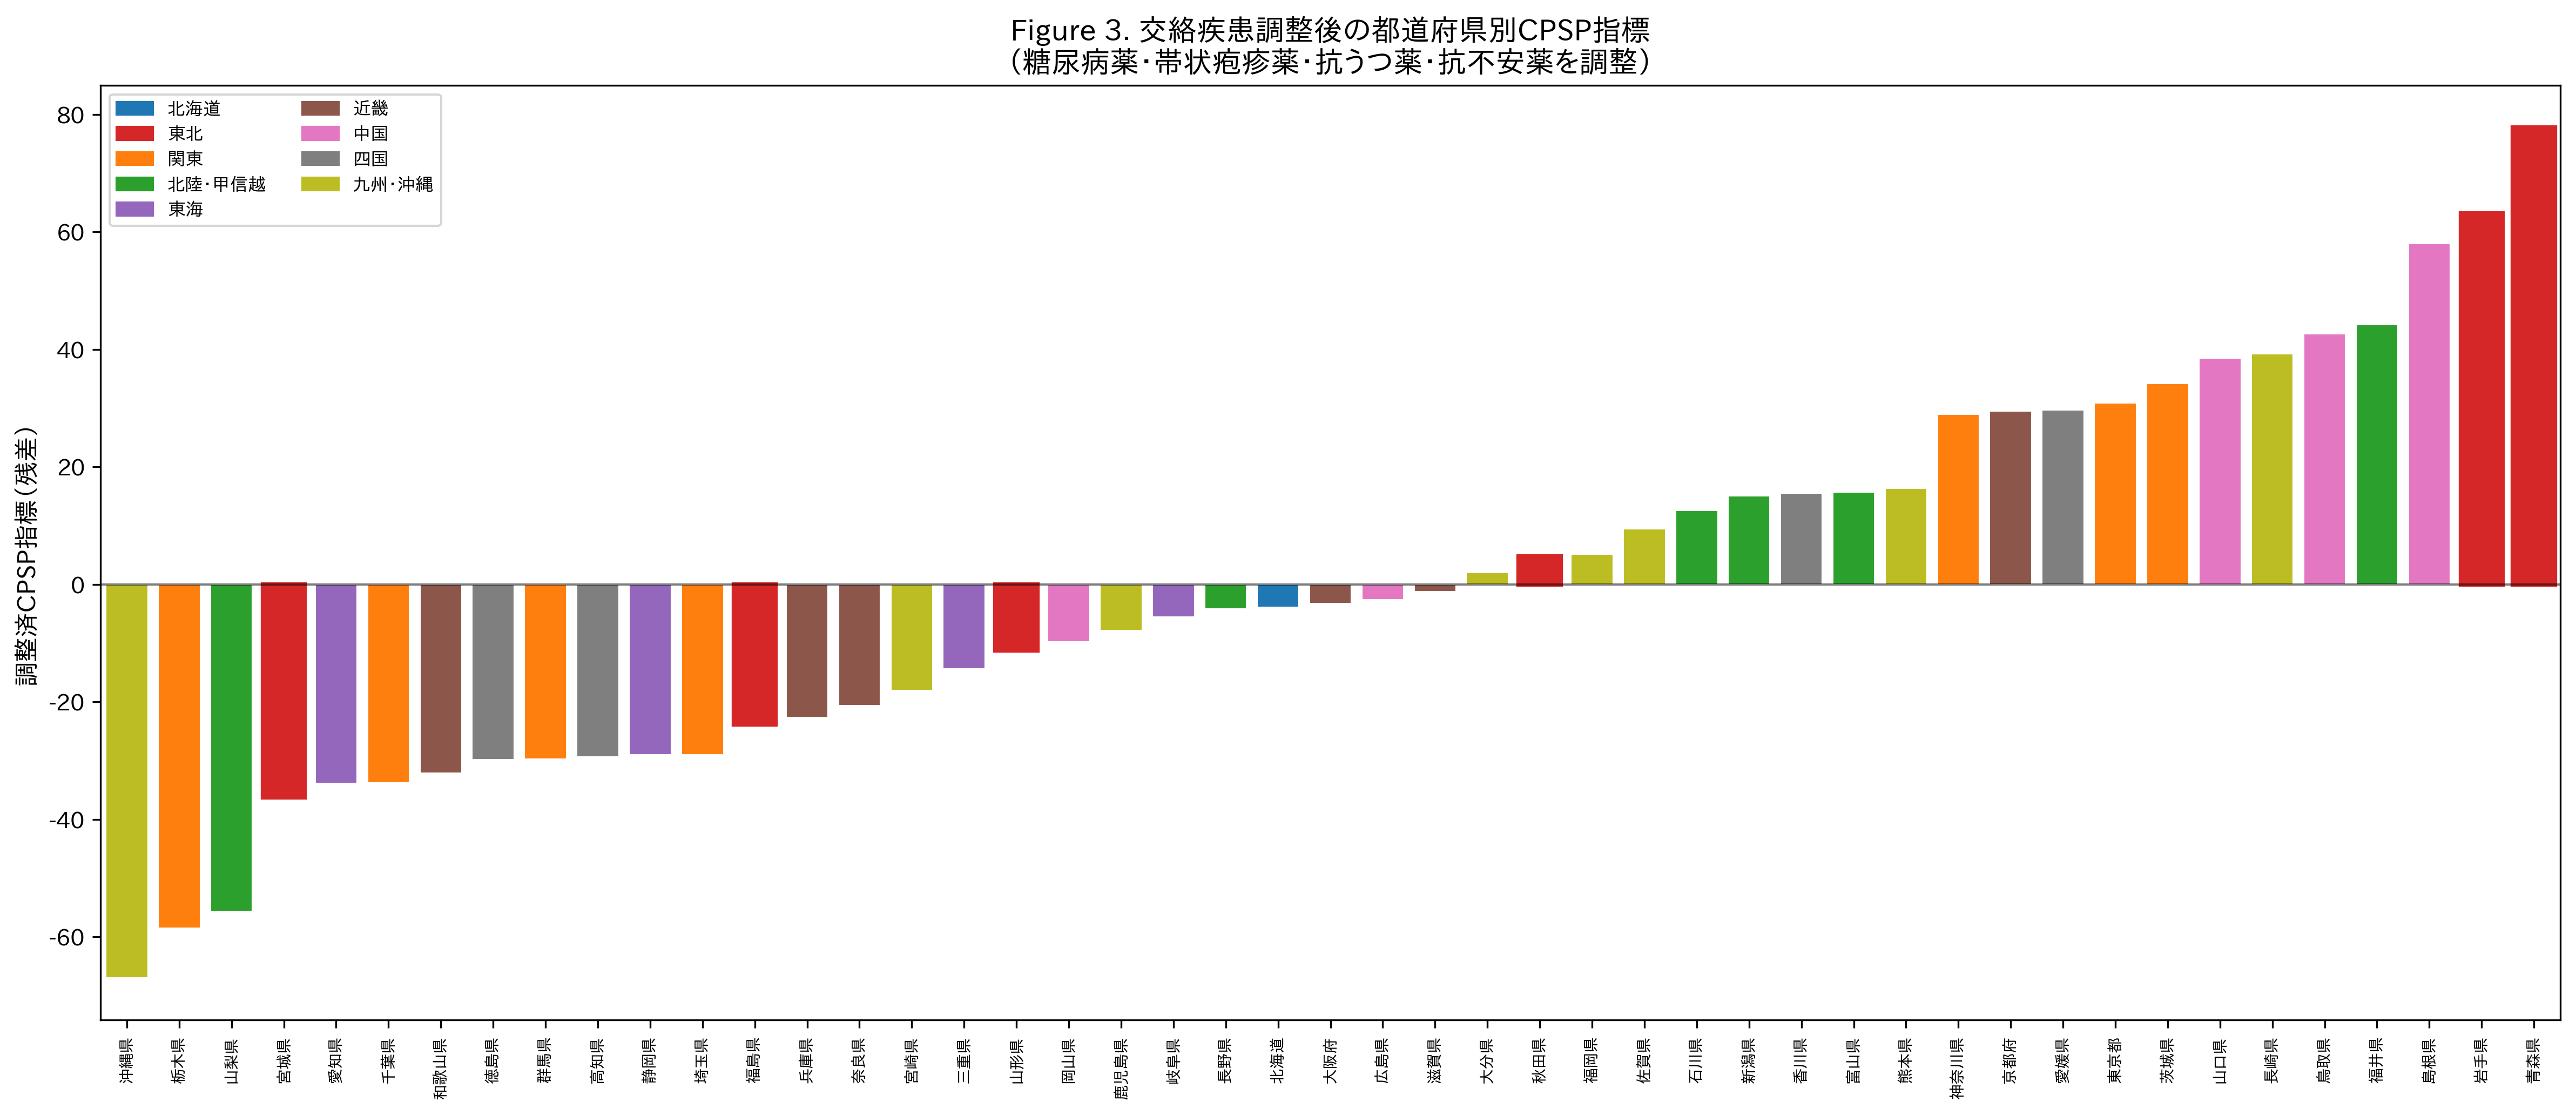 Figure 3. 交絡疾患調整後の都道府県別CPSP指標
（糖尿病薬・帯状疱疹薬・抗うつ薬・抗不安薬を調整）
北海道
東北
関東
北陸・甲信越
東海
近畿
中国
四国
九州・沖縄
調整済CPSP指標（残差）
80
60
40
20
0
-20
-40
-60
沖縄県
栃木県
山梨県
宮城県
愛知県
千葉県
和歌山県
徳島県
群馬県
高知県
静岡県
埼玉県
福島県
兵庫県
奈良県
宮崎県
三重県
山形県
岡山県
鹿児島県
岐阜県
長野県
北海道
大阪府
広島県
滋賀県
大分県
秋田県
福岡県
佐賀県
石川県
新潟県
香川県
富山県
熊本県
神奈川県
京都府
愛媛県
東京都
茨城県
山口県
長崎県
鳥取県
福井県
島根県
岩手県
青森県